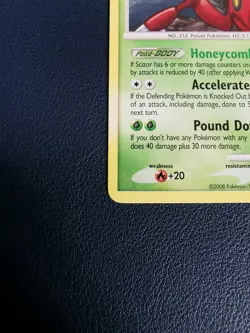 NO. 212 Pincer Pokémon HT: 5'1
Poké-BODY Honeycomb
If Scizor has 6 or more damage counters on
by attacks is reduced by 40 (after applying W
Accelerate
If the Defending Pokémon is Knocked Out
of an attack, including damage, done to S
next turn.
Pound Do
If you don't have any Pokémon with any
does 40 damage plus 30 more damage.
weakness resistance
+20
©2008 Pokémon/